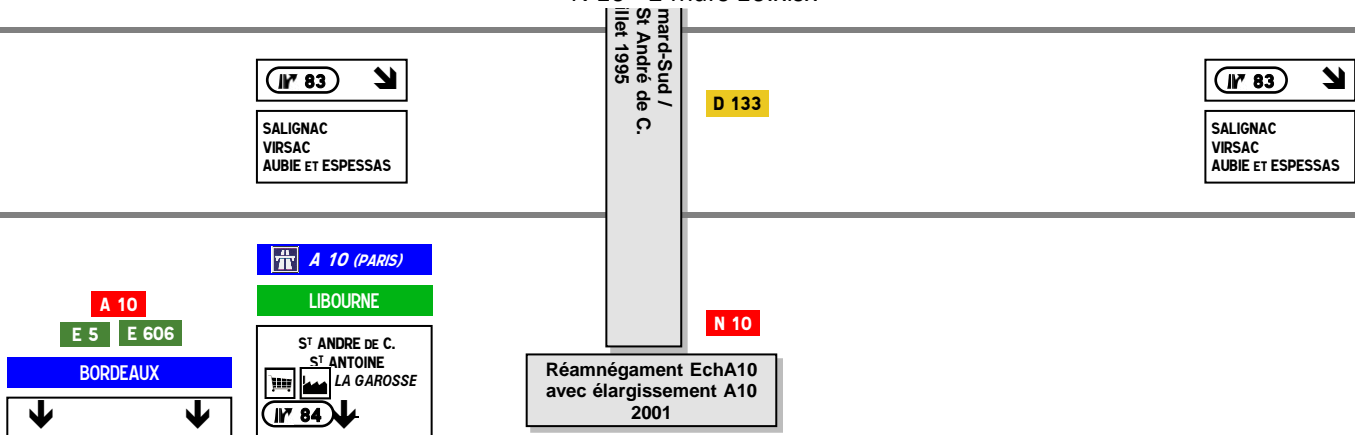 mard-Sud /
St André de C.
illet 1995
83
SALIGNAC
VIRSAC
AUBIE ET ESPESSAS
D 133
83
SALIGNAC
VIRSAC
AUBIE ET ESPESSAS
A 10
E 5 E 606
BORDEAUX
A 10 (PARIS)
LIBOURNE
ST ANDRE DE C.
ST ANTOINE
LA GAROSSE
84
N 10
Réamnégament EchA10
avec élargissement A10
2001